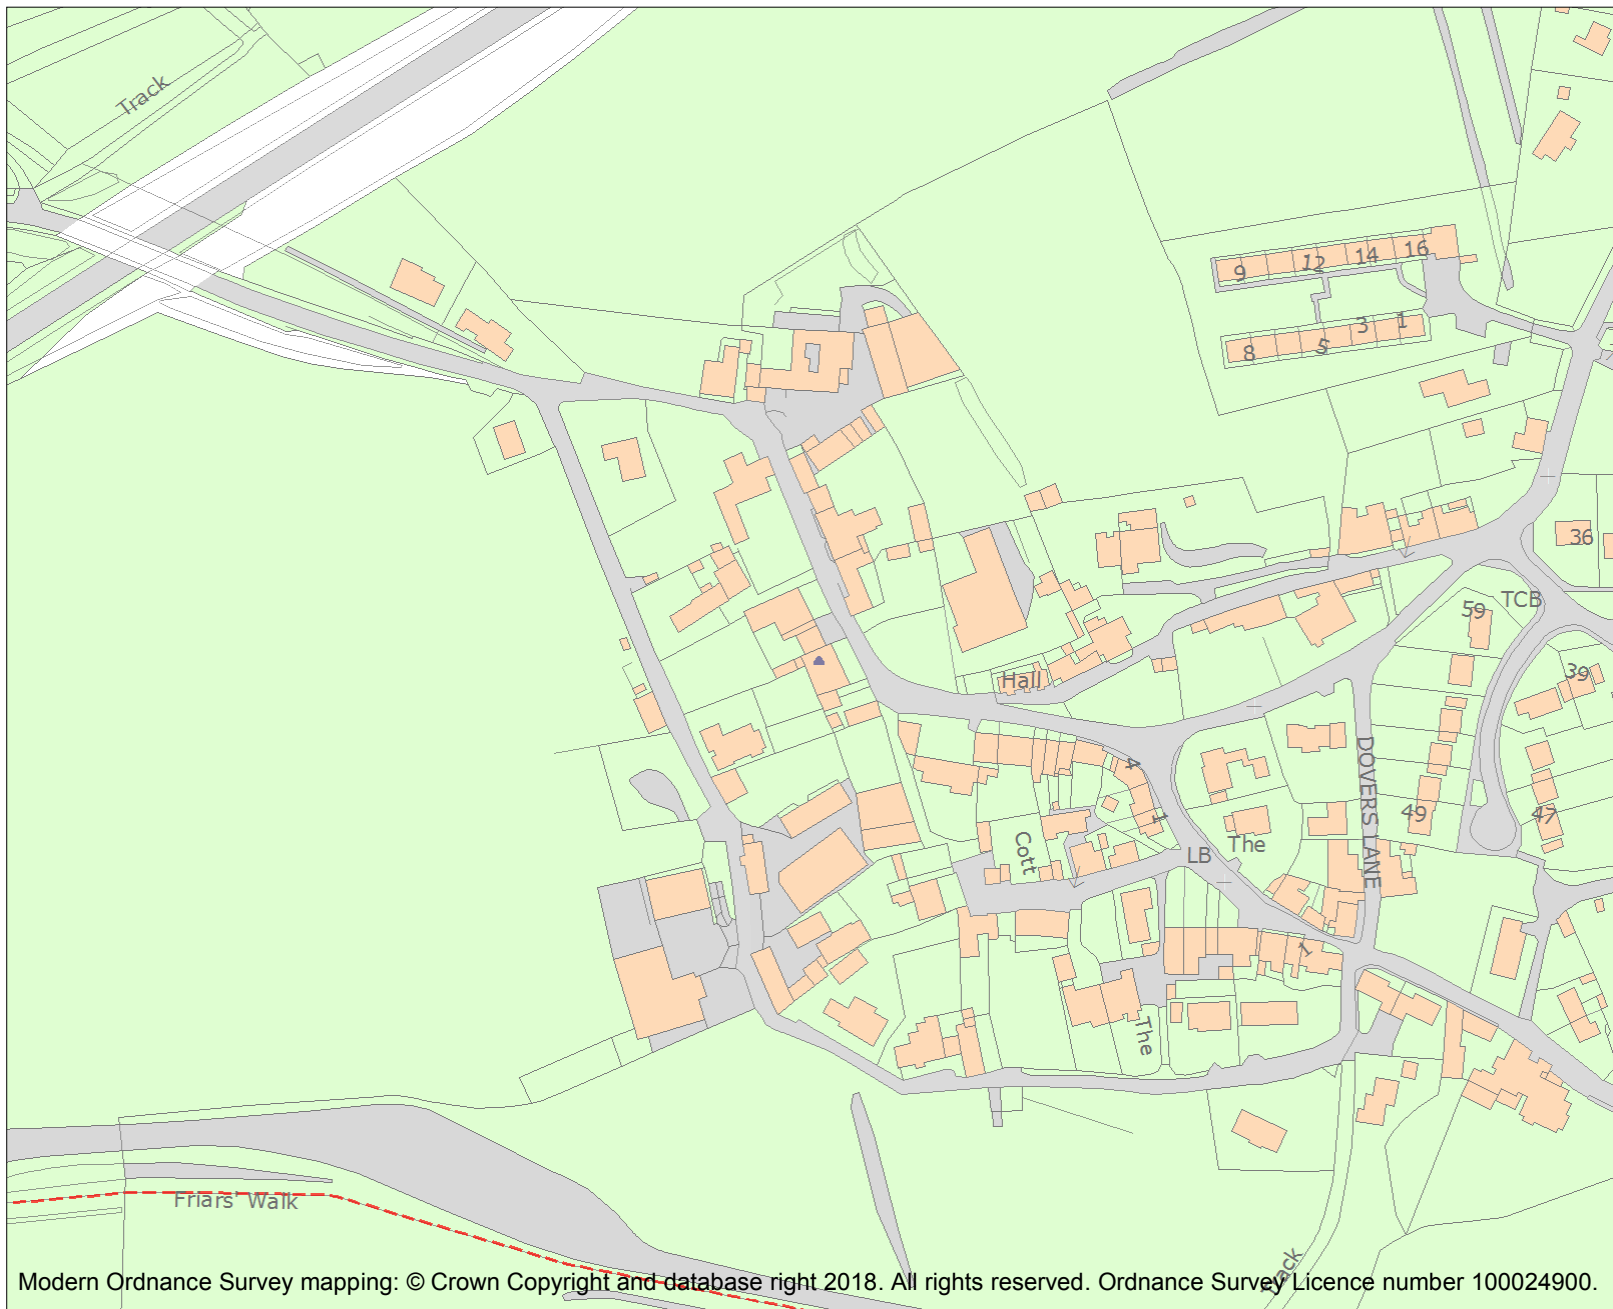 Track
9
12
14
16
8
5
3
1
36
59
TCB
39
Hall
4
1
DOVERS LANE
49
47
Cott
LB
The
1
The
Friars' Walk
Track
Modern Ordnance Survey mapping: © Crown Copyright and database right 2018. All rights reserved. Ordnance Survey Licence number 100024900.